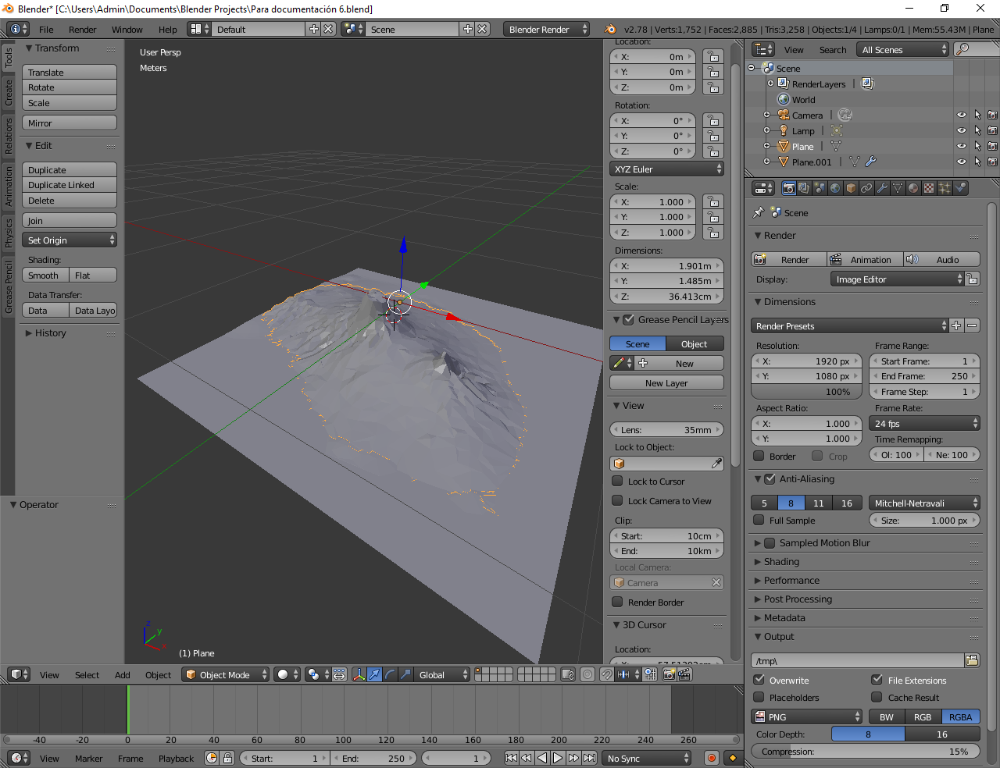 Blender* [C:\Users\Admin\Documents\Blender Projects\Para documentación 6.blend]
File Render Window Help Default Scene Blender Render v2.78 | Verts:1,752 | Faces:2,885 | Tris:3,258 | Objects:1/4 | Lamps:0/1 | Mem:55.43M | Plane
Tools
Create
Relations
Animation
Physics
Grease Pencil
Transform
Translate
Rotate
Scale
Mirror
Edit
Duplicate
Duplicate Linked
Delete
Join
Set Origin
Shading:
Smooth Flat
Data Transfer:
Data Data Layo
History
Operator
User Persp
Meters
z
y
x
(1) Plane
Location:
X: 0m
Y: 0m
Z: 0m
Rotation:
X: 0°
Y: 0°
Z: 0°
XYZ Euler
Scale:
X: 1.000
Y: 1.000
Z: 1.000
Dimensions:
X: 1.901m
Y: 1.485m
Z: 36.413cm
Grease Pencil Layers
Scene Object
New
New Layer
View
Lens: 35mm
Lock to Object:
Lock to Cursor
Lock Camera to View
Clip:
Start: 10cm
End: 10km
Local Camera:
Camera
Render Border
3D Cursor
Location:
View Search All Scenes
Scene
RenderLayers |
World
Camera |
Lamp |
Plane |
Plane.001 |
Scene
Render
Render Animation Audio
Display: Image Editor
Dimensions
Render Presets
Resolution: Frame Range:
X: 1920 px Start Frame: 1
Y: 1080 px End Frame: 250
100% Frame Step: 1
Aspect Ratio: Frame Rate:
X: 1.000 24 fps
Y: 1.000 Time Remapping:
Border Crop Ol: 100 Ne: 100
Anti-Aliasing
5 8 11 16 Mitchell-Netravali
Full Sample Size: 1.000 px
Sampled Motion Blur
Shading
Performance
Post Processing
Metadata
Output
/tmp\
Overwrite File Extensions
Placeholders Cache Result
PNG BW RGB RGBA
Color Depth: 8 16
Compression: 15%
View Select Add Object Object Mode Global
-40 -20 0 20 40 60 80 100 120 140 160 180 200 220 240 260
View Marker Frame Playback Start: 1 End: 250 1 No Sync